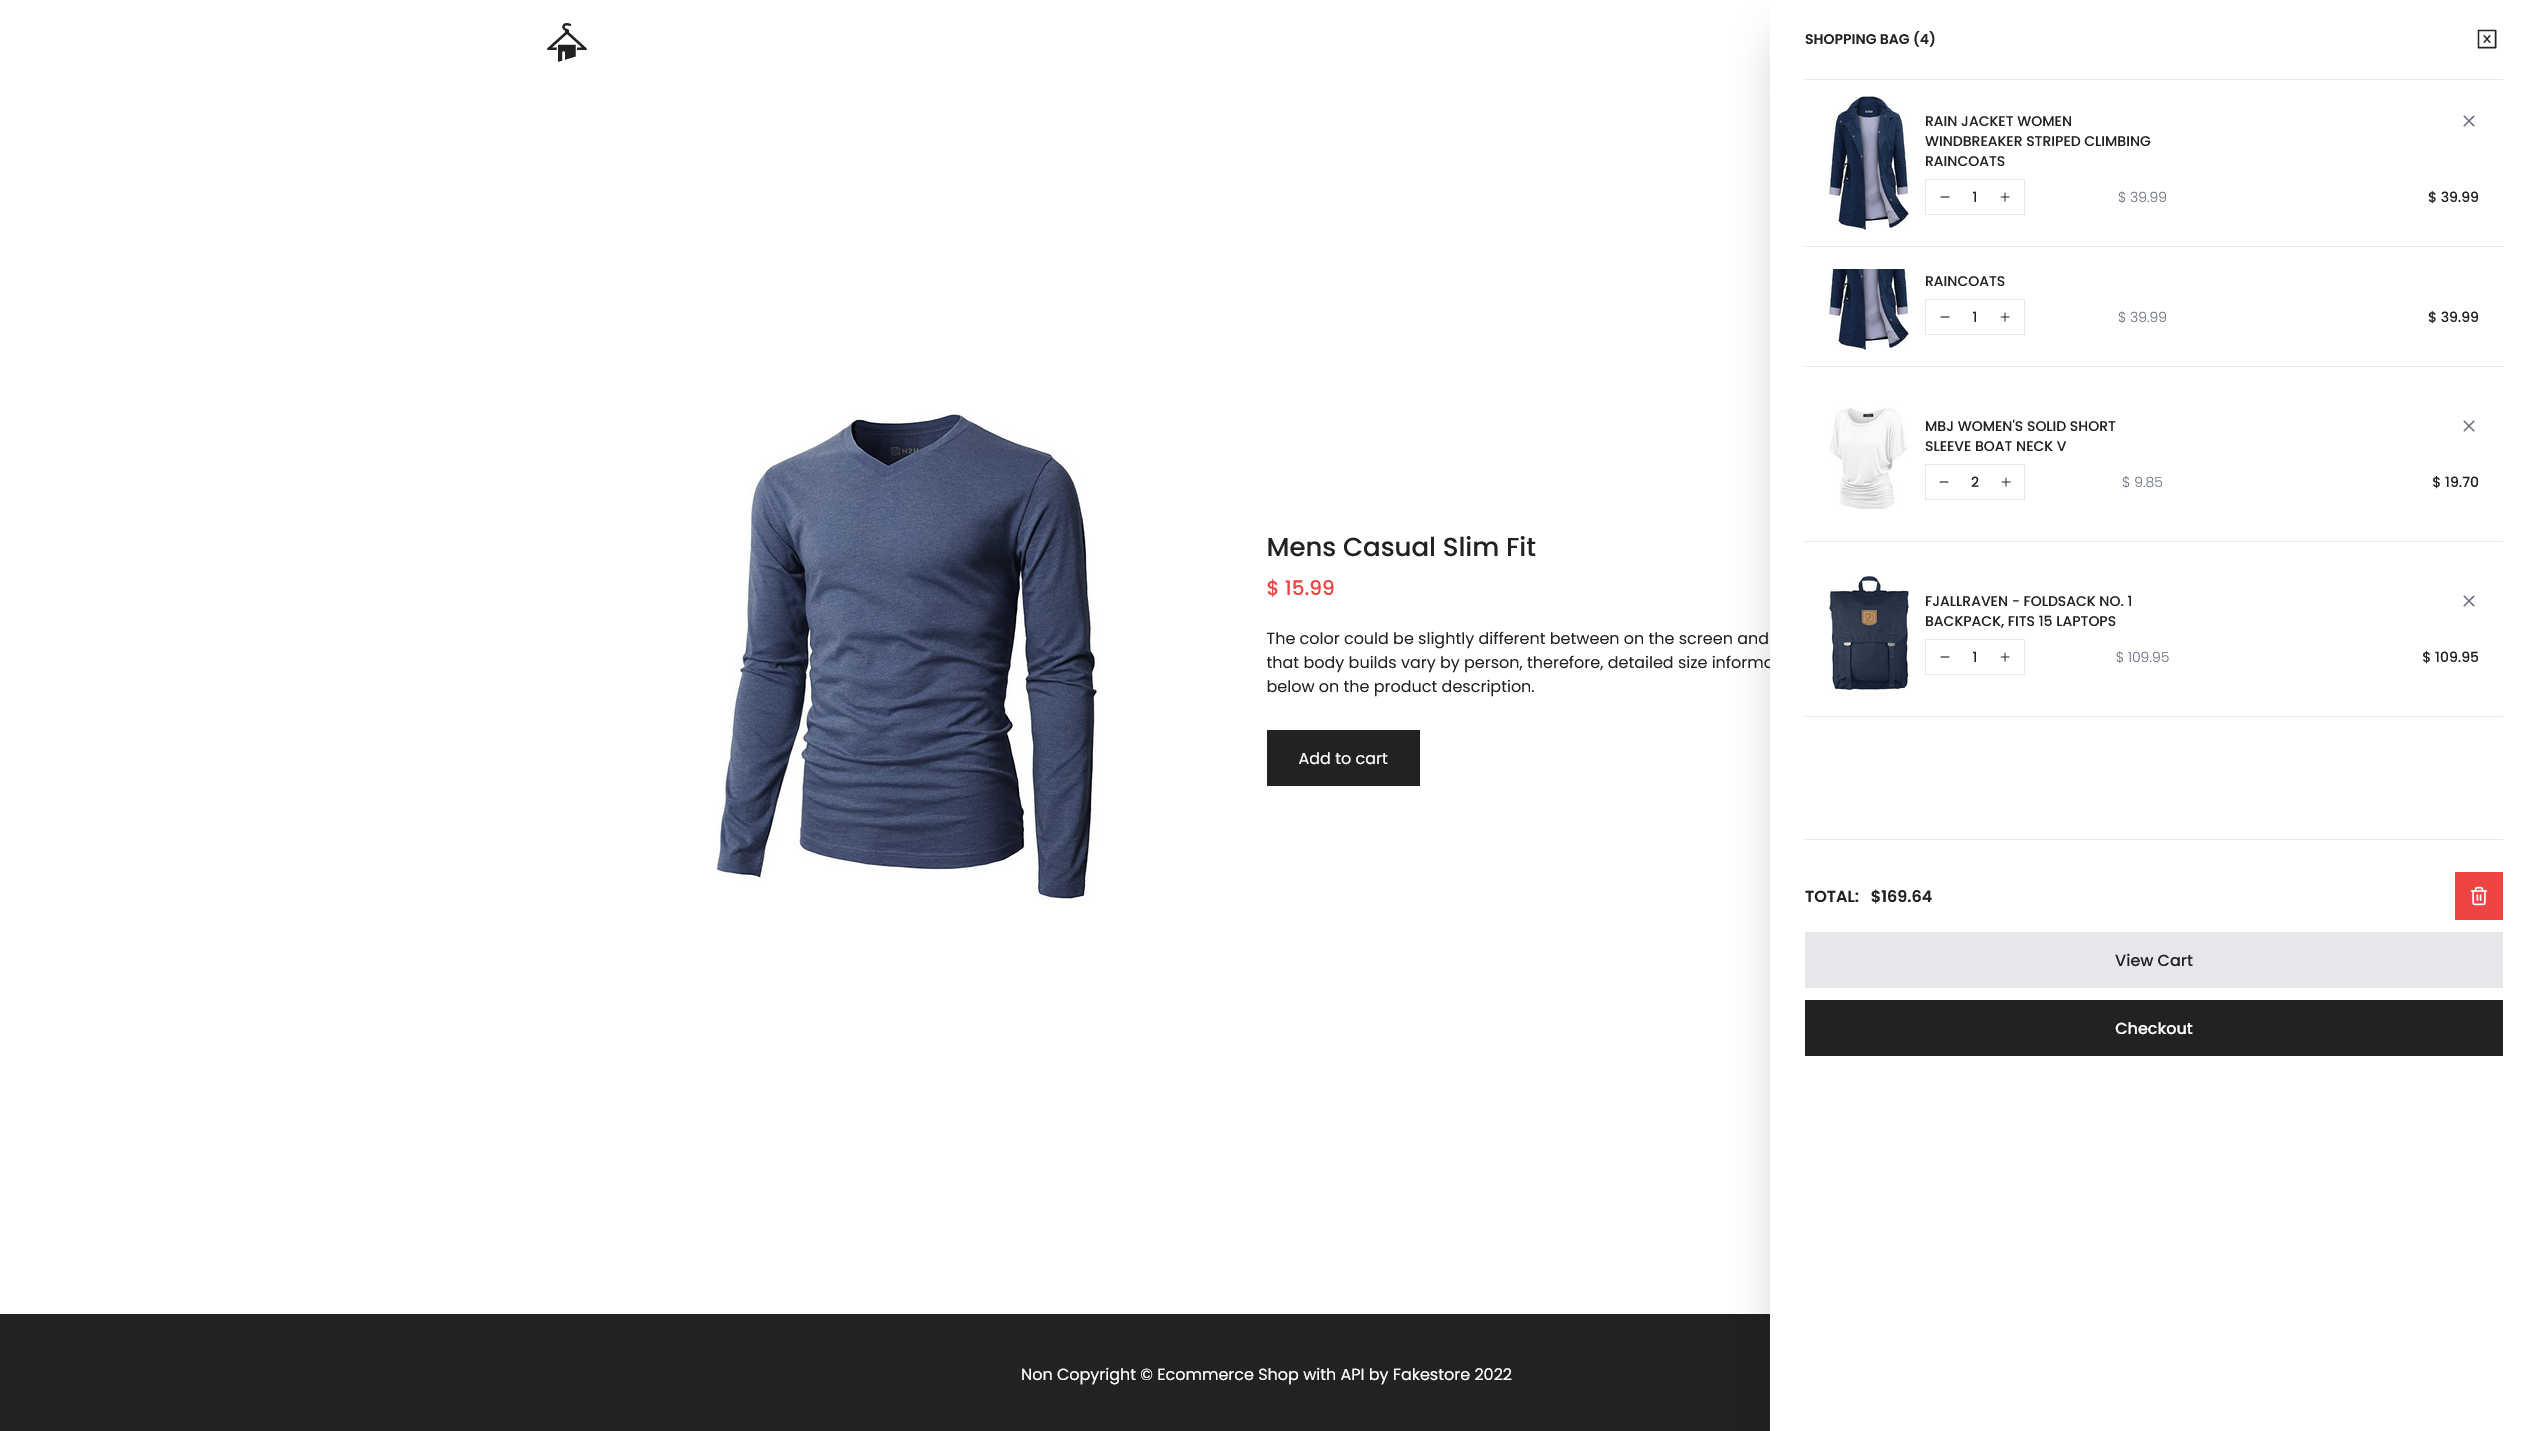 SHOPPING BAG (4)
RAIN JACKET WOMEN
WINDBREAKER STRIPED CLIMBING
RAINCOATS
1
$ 39.99
$ 39.99
RAINCOATS
1
$ 39.99
$ 39.99
MBJ WOMEN'S SOLID SHORT
SLEEVE BOAT NECK V
2
$ 9.85
$ 19.70
FJALLRAVEN - FOLDSACK NO. 1
BACKPACK, FITS 15 LAPTOPS
1
$ 109.95
$ 109.95
TOTAL: $169.64
View Cart
Checkout
Mens Casual Slim Fit
$ 15.99
The color could be slightly different between on the screen and
that body builds vary by person, therefore, detailed size
below on the product description.
Add to cart
Non Copyright © Ecommerce Shop with API by Fakestore 2022